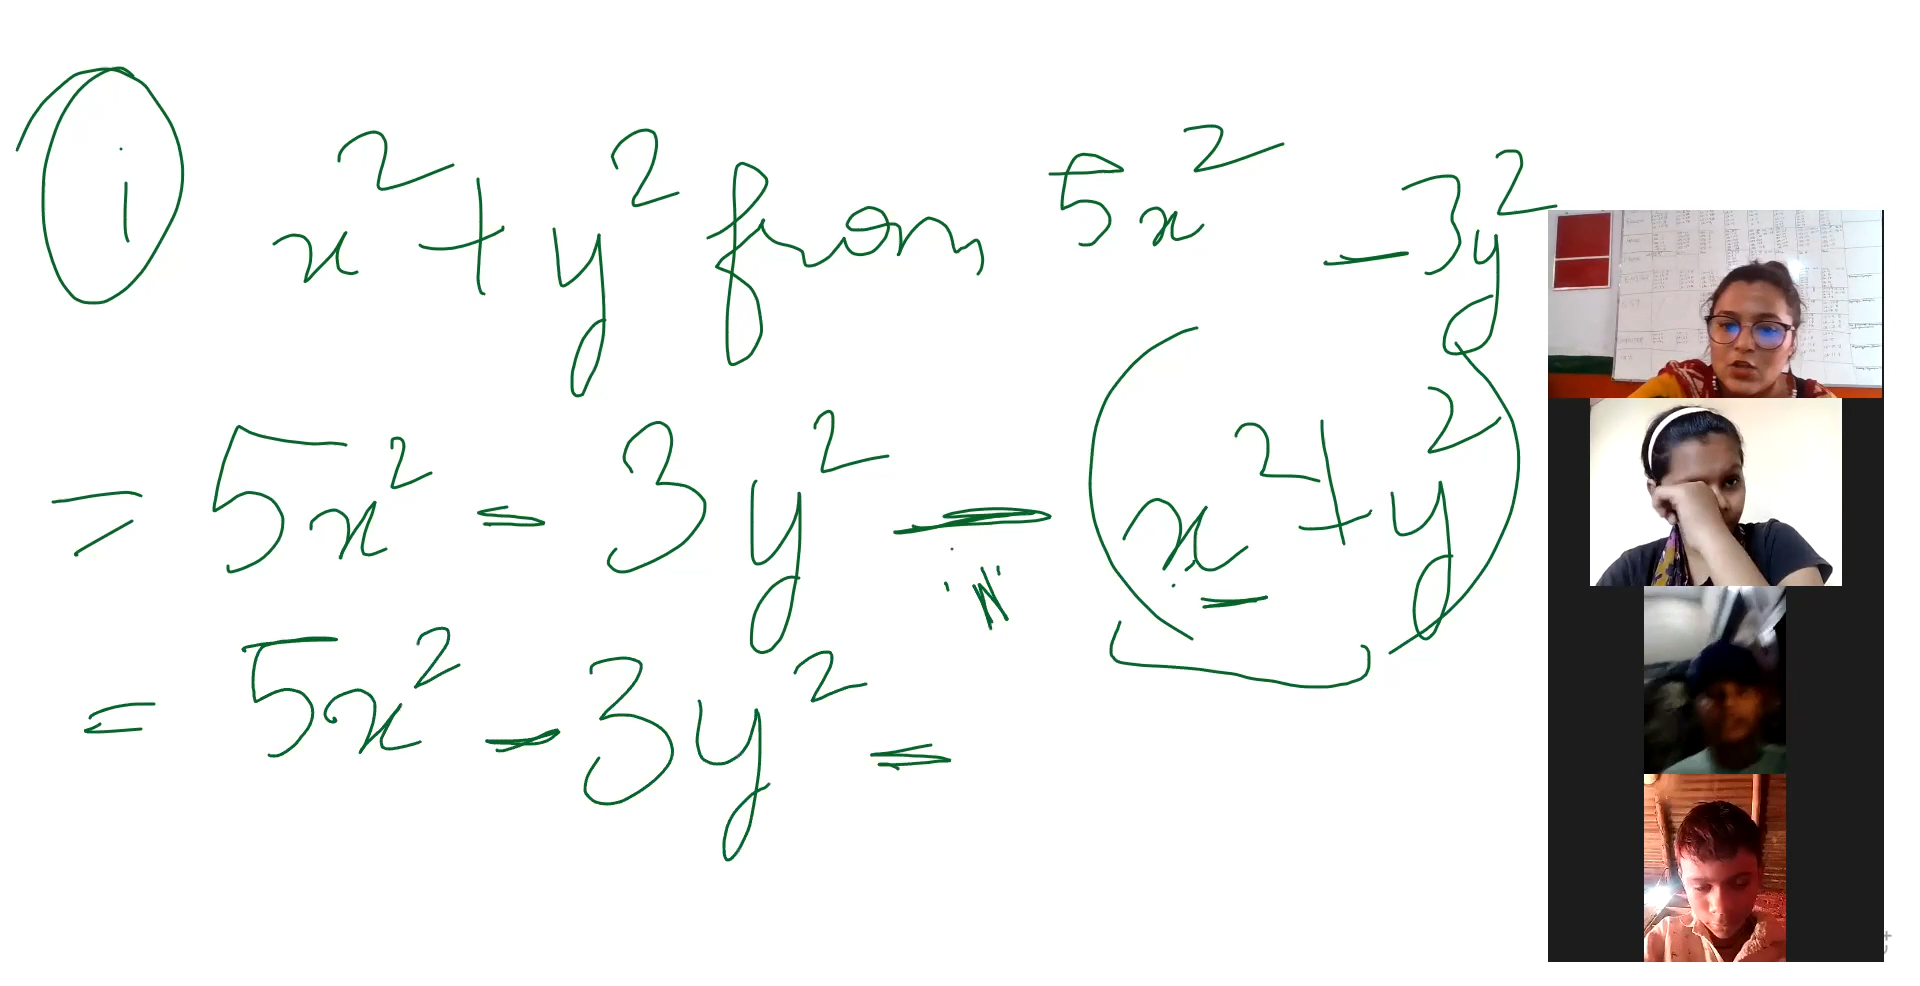 i x² + y² from 5x² - 3y²
= 5x² - 3y² - (x² + y²)
= 5x² - 3y² -